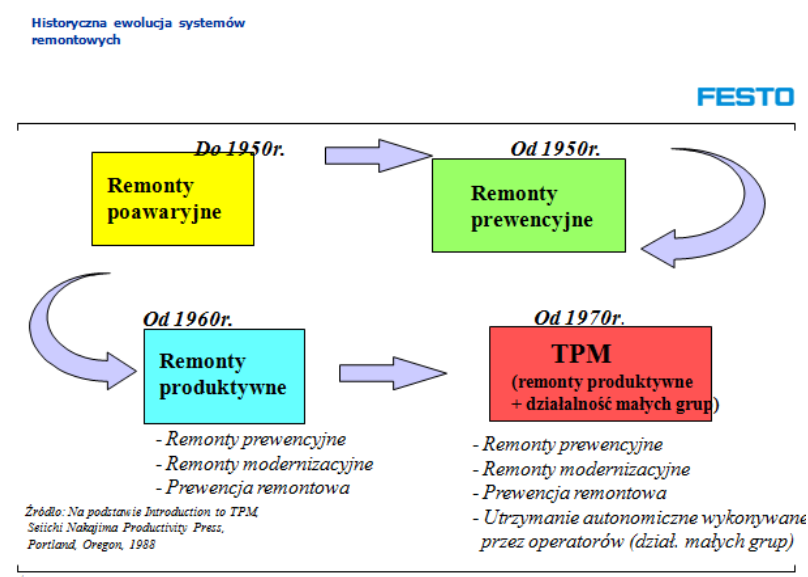 Historyczna ewolucja systemów
remontowych
FESTO
Do 1950r.
Remonty
poawaryjne
Od 1950r.
Remonty
prewencyjne
Od 1960r.
Remonty
produktywne
- Remonty prewencyjne
- Remonty modernizacyjne
- Prewencja remontowa
Od 1970r.
TPM
(remonty produktywne
+ działalność małych grup)
- Remonty prewencyjne
- Remonty modernizacyjne
- Prewencja remontowa
- Utrzymanie autonomiczne wykonywane
przez operatorów (dział. małych grup)
Źródło: Na podstawie Introduction to TPM,
Seiichi Nakajima Productivity Press,
Portland, Oregon, 1988